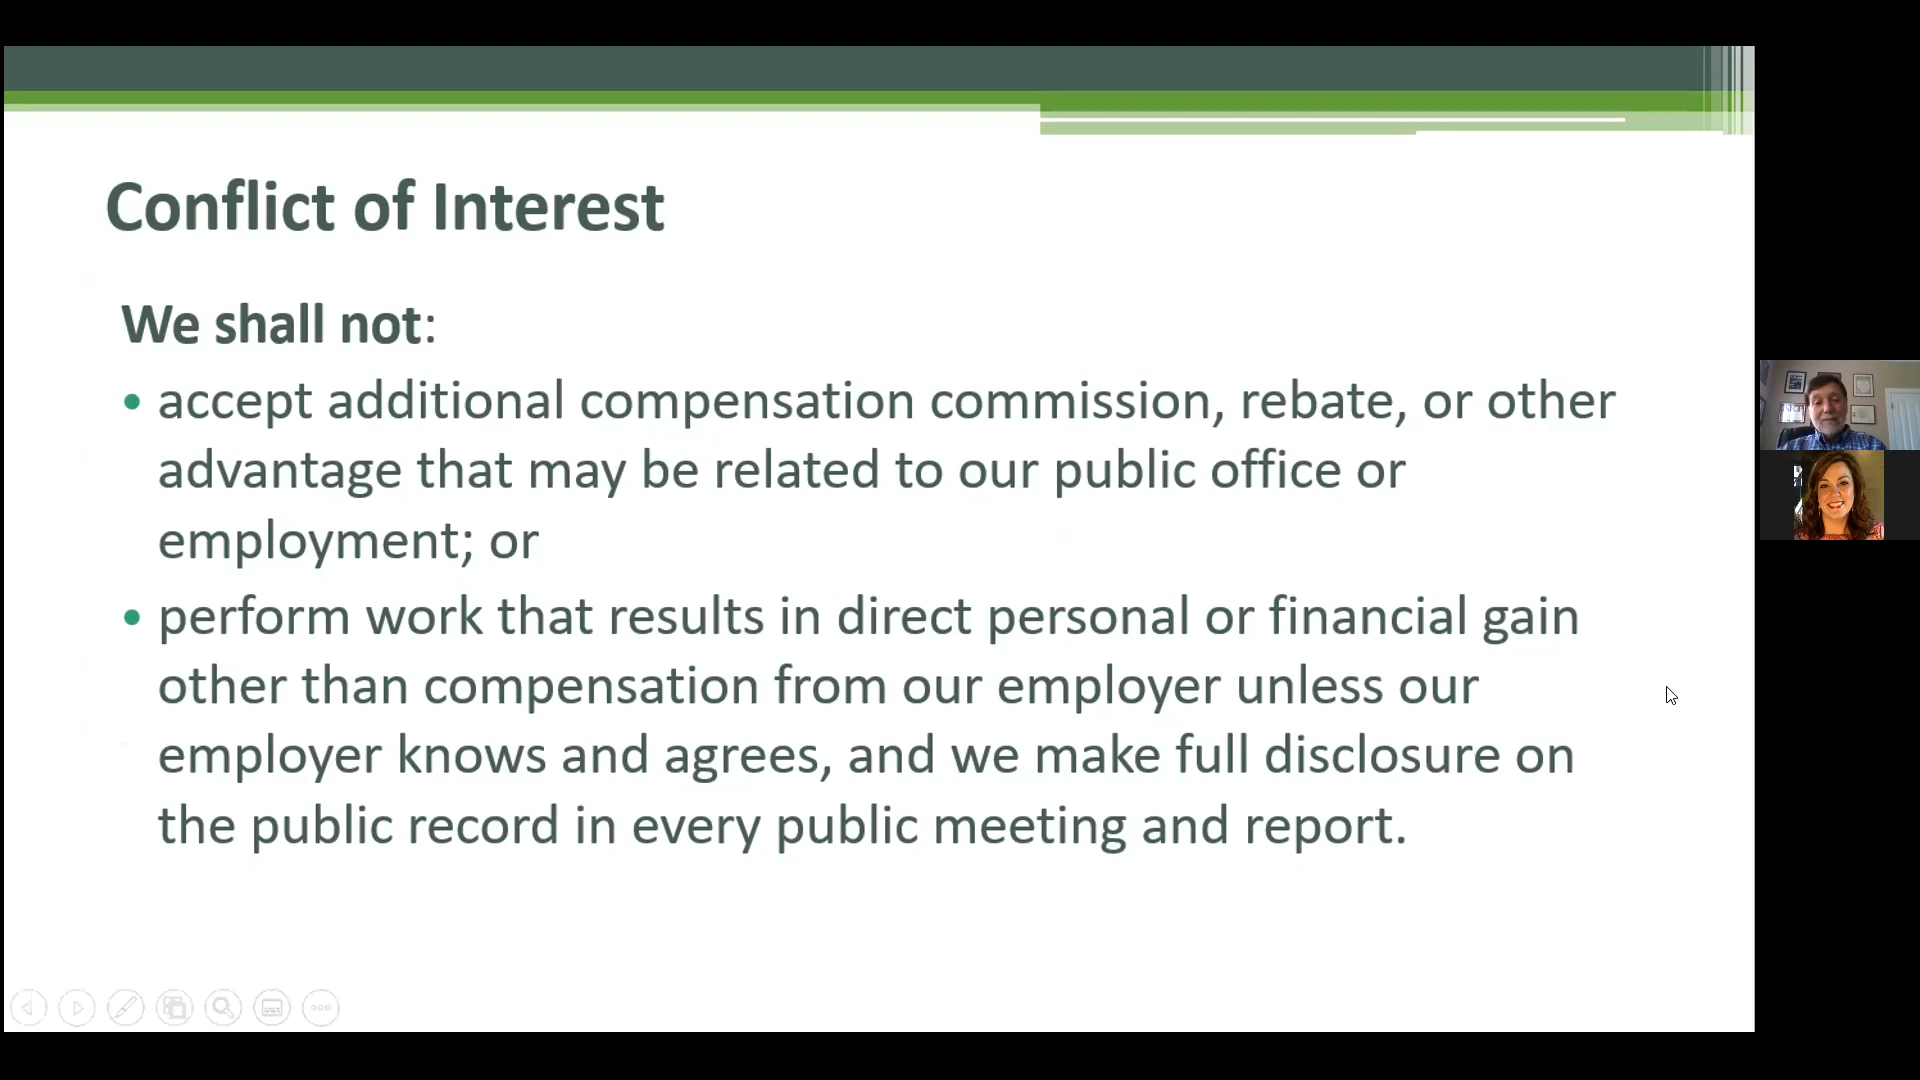 Conflict of Interest
We shall not:
• accept additional compensation commission, rebate, or other
advantage that may be related to our public office or
employment; or
• perform work that results in direct personal or financial gain
other than compensation from our employer unless our
employer knows and agrees, and we make full disclosure on
the public record in every public meeting and report.